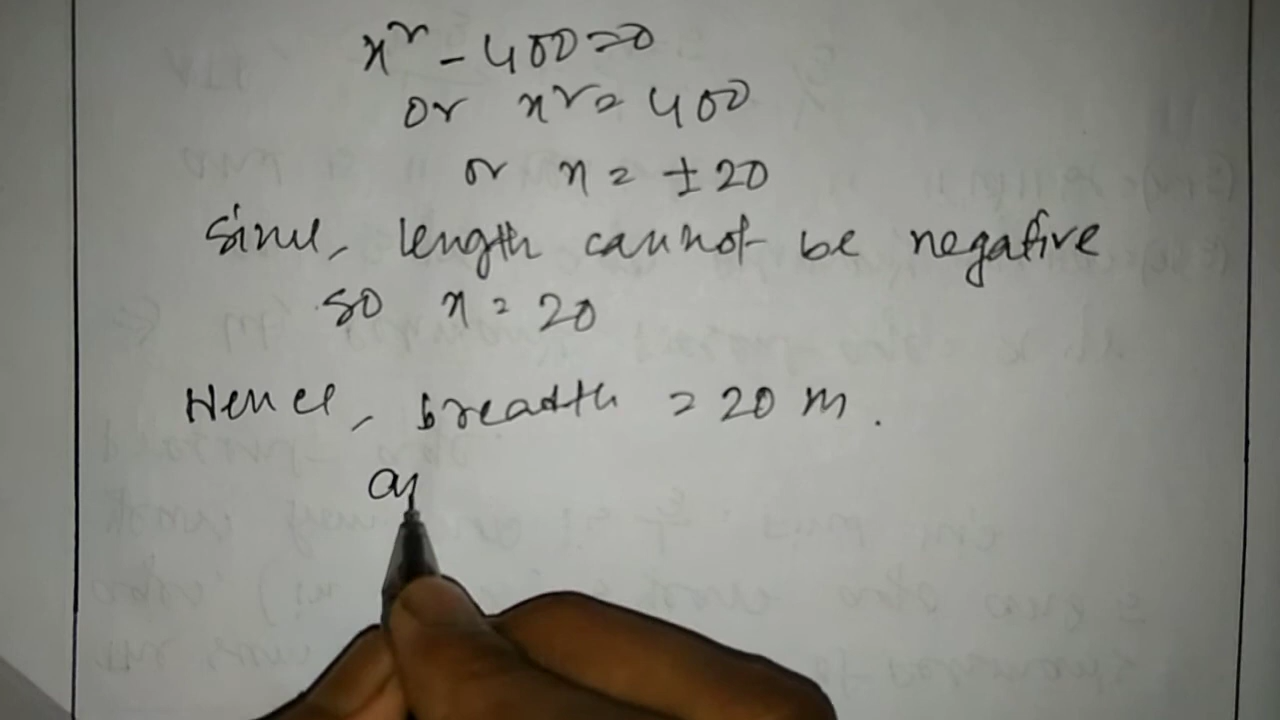 x² - 400 = 0
or x² = 400
or x = ± 20
Since, length cannot be negative
so x = 20
Hence, breadth = 20 m.